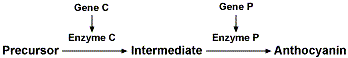 Gene C Gene P
Enzyme C Enzyme P
Precursor Intermediate Anthocyanin